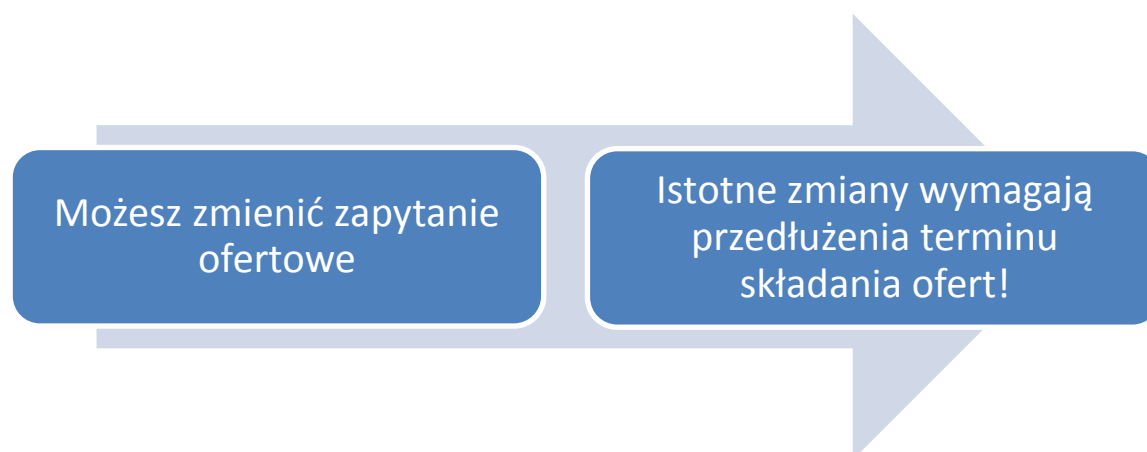 Możesz zmienić zapytanie
ofertowe
Istotne zmiany wymagają
przedłużenia terminu
składania ofert!